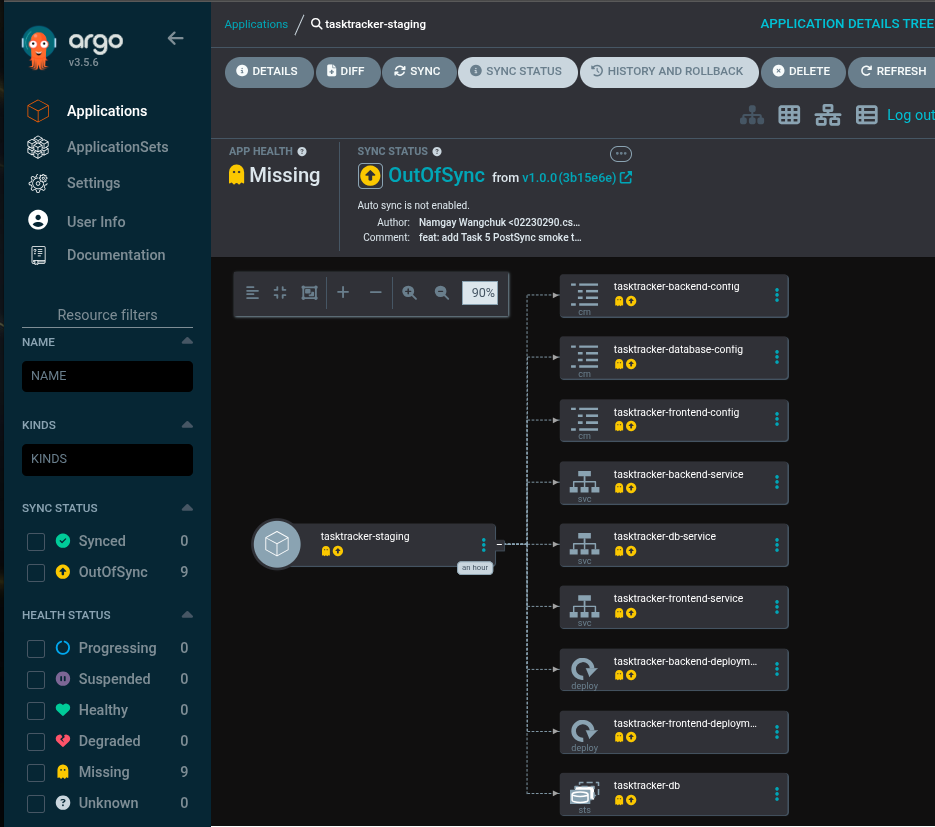 argo
v3.5.6
Applications
ApplicationSets
Settings
User Info
Documentation
Resource filters
NAME
NAME
KINDS
KINDS
SYNC STATUS
Synced 0
OutOfSync 9
HEALTH STATUS
Progressing 0
Suspended 0
Healthy 0
Degraded 0
Missing 9
Unknown 0
Applications / tasktracker-staging
APPLICATION DETAILS TREE
DETAILS DIFF SYNC SYNC STATUS HISTORY AND ROLLBACK DELETE REFRESH
Log out
APP HEALTH
Missing
SYNC STATUS
OutOfSync from v1.0.0 (3b15e6e)
Auto sync is not enabled.
Author: Namgay Wangchuk <02230290.cs...
Comment: feat: add Task 5 PostSync smoke t...
90%
tasktracker-staging
an hour
tasktracker-backend-config
cm
tasktracker-database-config
cm
tasktracker-frontend-config
cm
tasktracker-backend-service
svc
tasktracker-db-service
svc
tasktracker-frontend-service
svc
tasktracker-backend-deploym...
deploy
tasktracker-frontend-deploym...
deploy
tasktracker-db
sts